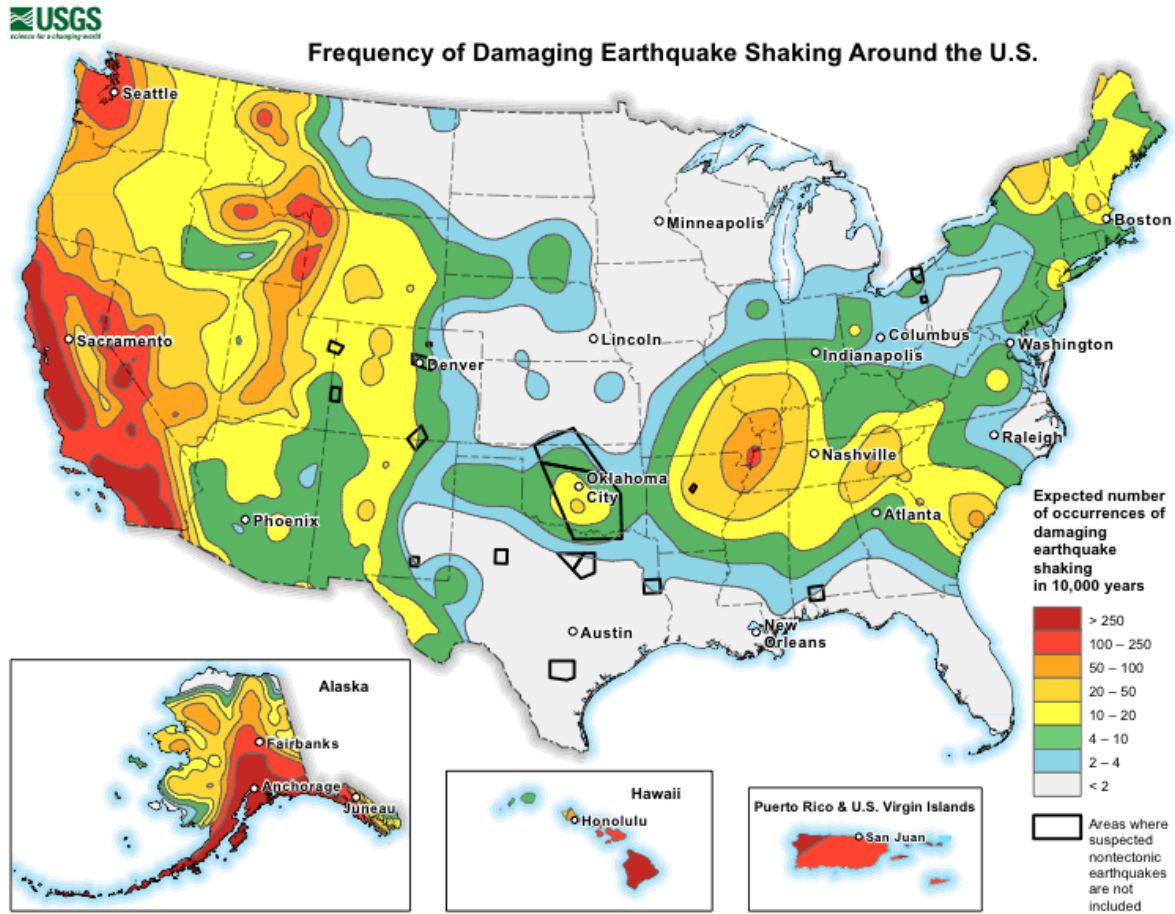 USGS
science for a changing world
Frequency of Damaging Earthquake Shaking Around the U.S.
Seattle
Minneapolis
Boston
Sacramento
Lincoln
Columbus
Washington
Indianapolis
Denver
Raleigh
Nashville
Oklahoma
City
Phoenix
Atlanta
Austin
New
Orleans
Expected number
of occurrences of
damaging
earthquake
shaking
in 10,000 years
> 250
100 – 250
50 – 100
20 – 50
10 – 20
4 – 10
2 – 4
< 2
Areas where
suspected
nontectonic
earthquakes
are not
included
Alaska
Fairbanks
Anchorage
Juneau
Hawaii
Honolulu
Puerto Rico & U.S. Virgin Islands
San Juan